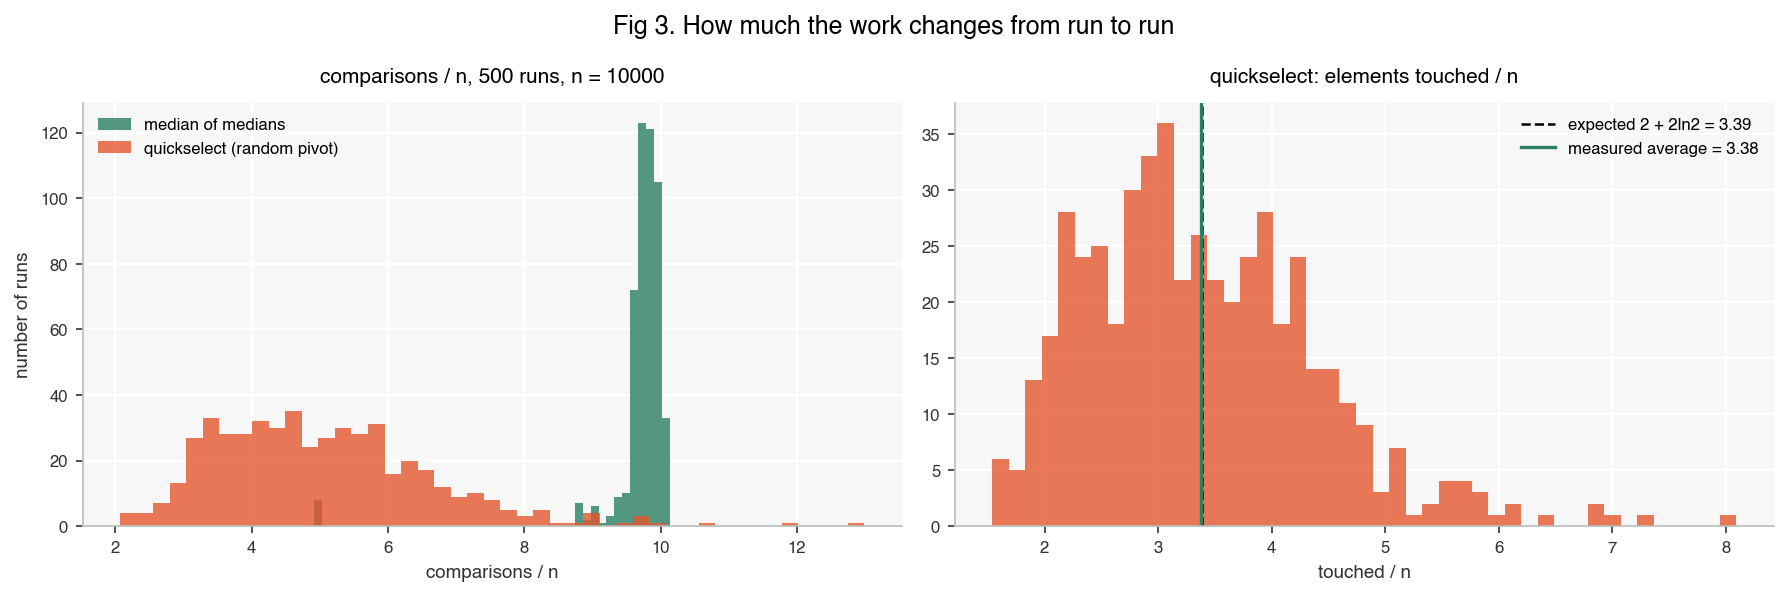 Fig 3. How much the work changes from run to run
comparisons / n, 500 runs, n = 10000
median of medians
quickselect (random pivot)
number of runs
120
100
80
60
40
20
0
2
4
6
8
10
12
comparisons / n
quickselect: elements touched / n
expected 2 + 2ln2 = 3.39
measured average = 3.38
35
30
25
20
15
10
5
0
2
3
4
5
6
7
8
touched / n